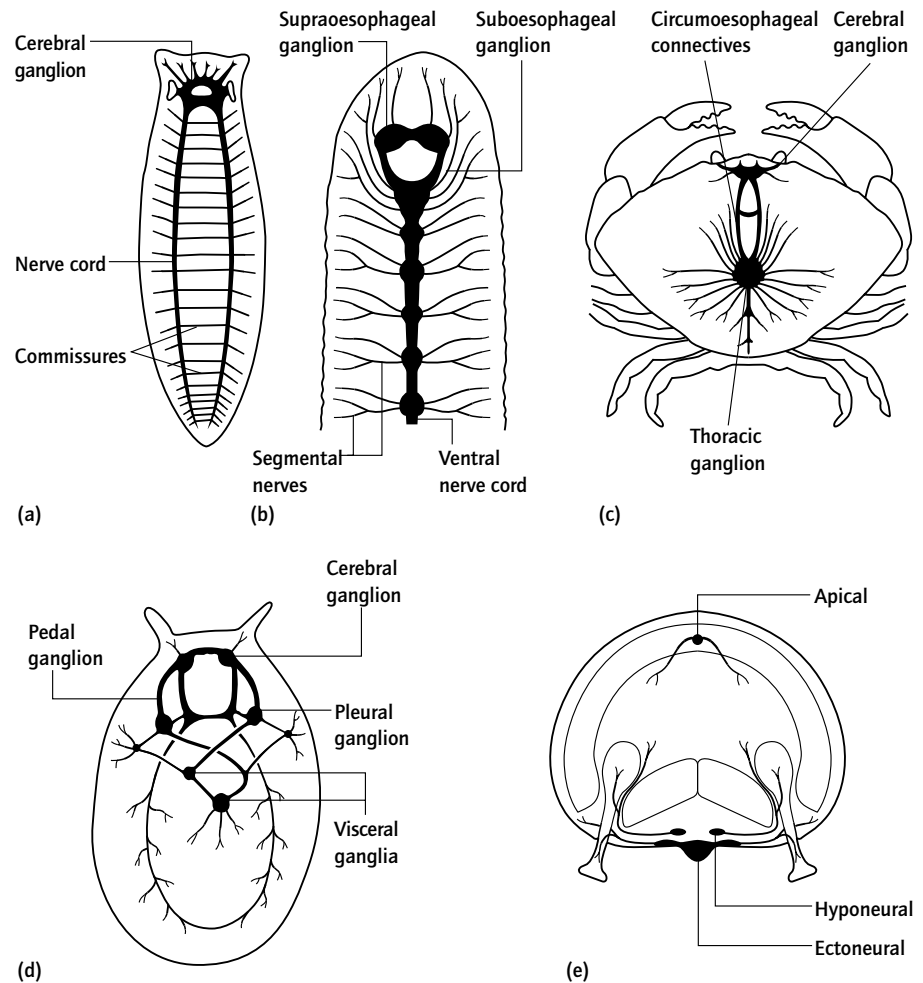 Cerebral
ganglion
Nerve cord
Commissures
(a)
Supraoesophageal
ganglion
Suboesophageal
ganglion
Segmental
nerves
Ventral
nerve cord
(b)
Circumoesophageal
connectives
Cerebral
ganglion
Thoracic
ganglion
(c)
Cerebral
ganglion
Pedal
ganglion
Pleural
ganglion
Visceral
ganglia
(d)
Apical
Hyponeural
Ectoneural
(e)